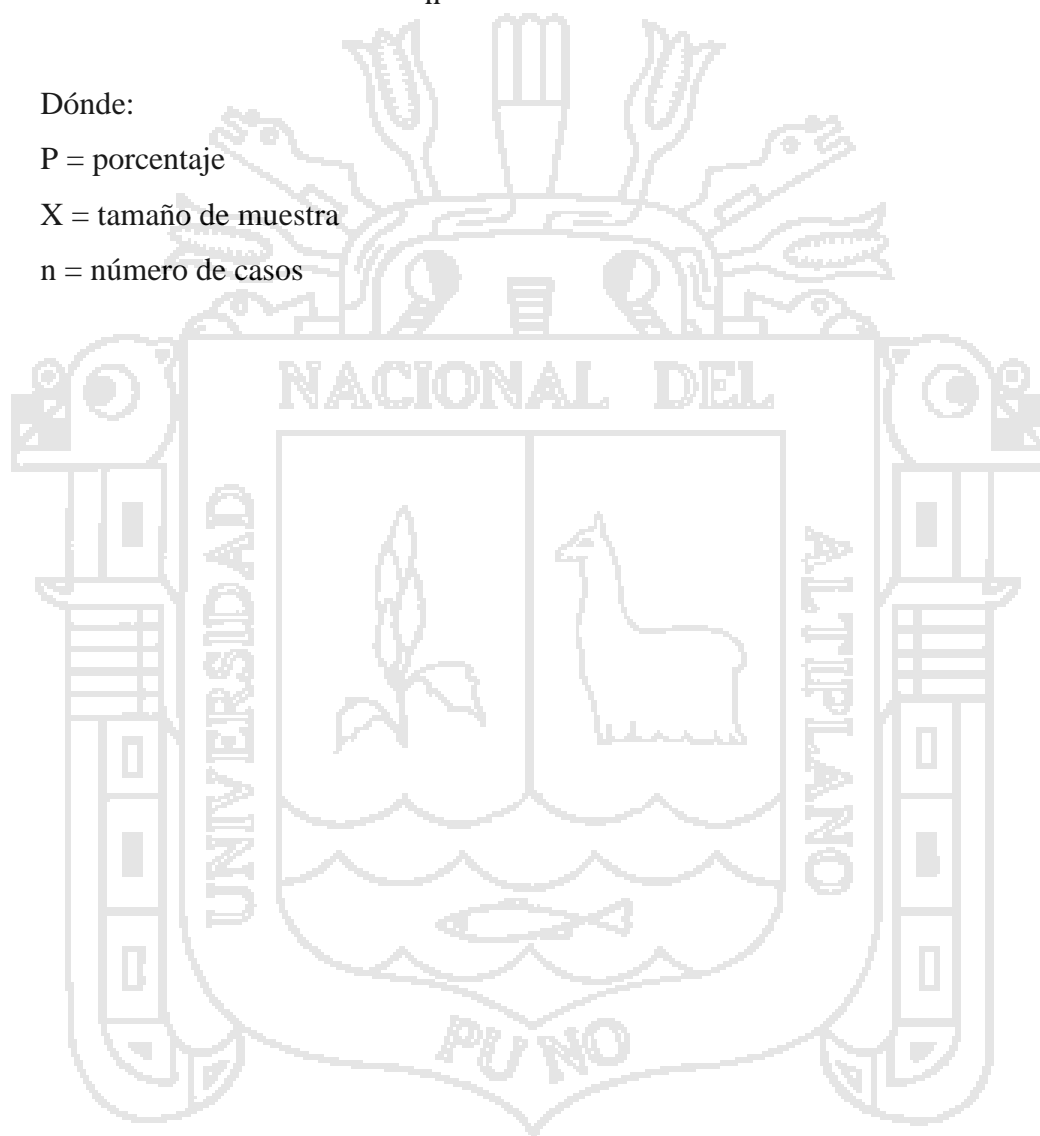 n
Dónde:
P = porcentaje
X = tamaño de muestra
n = número de casos
NACIONAL DEL
UNIVERSIDAD
ALTIPLANO
PUNO